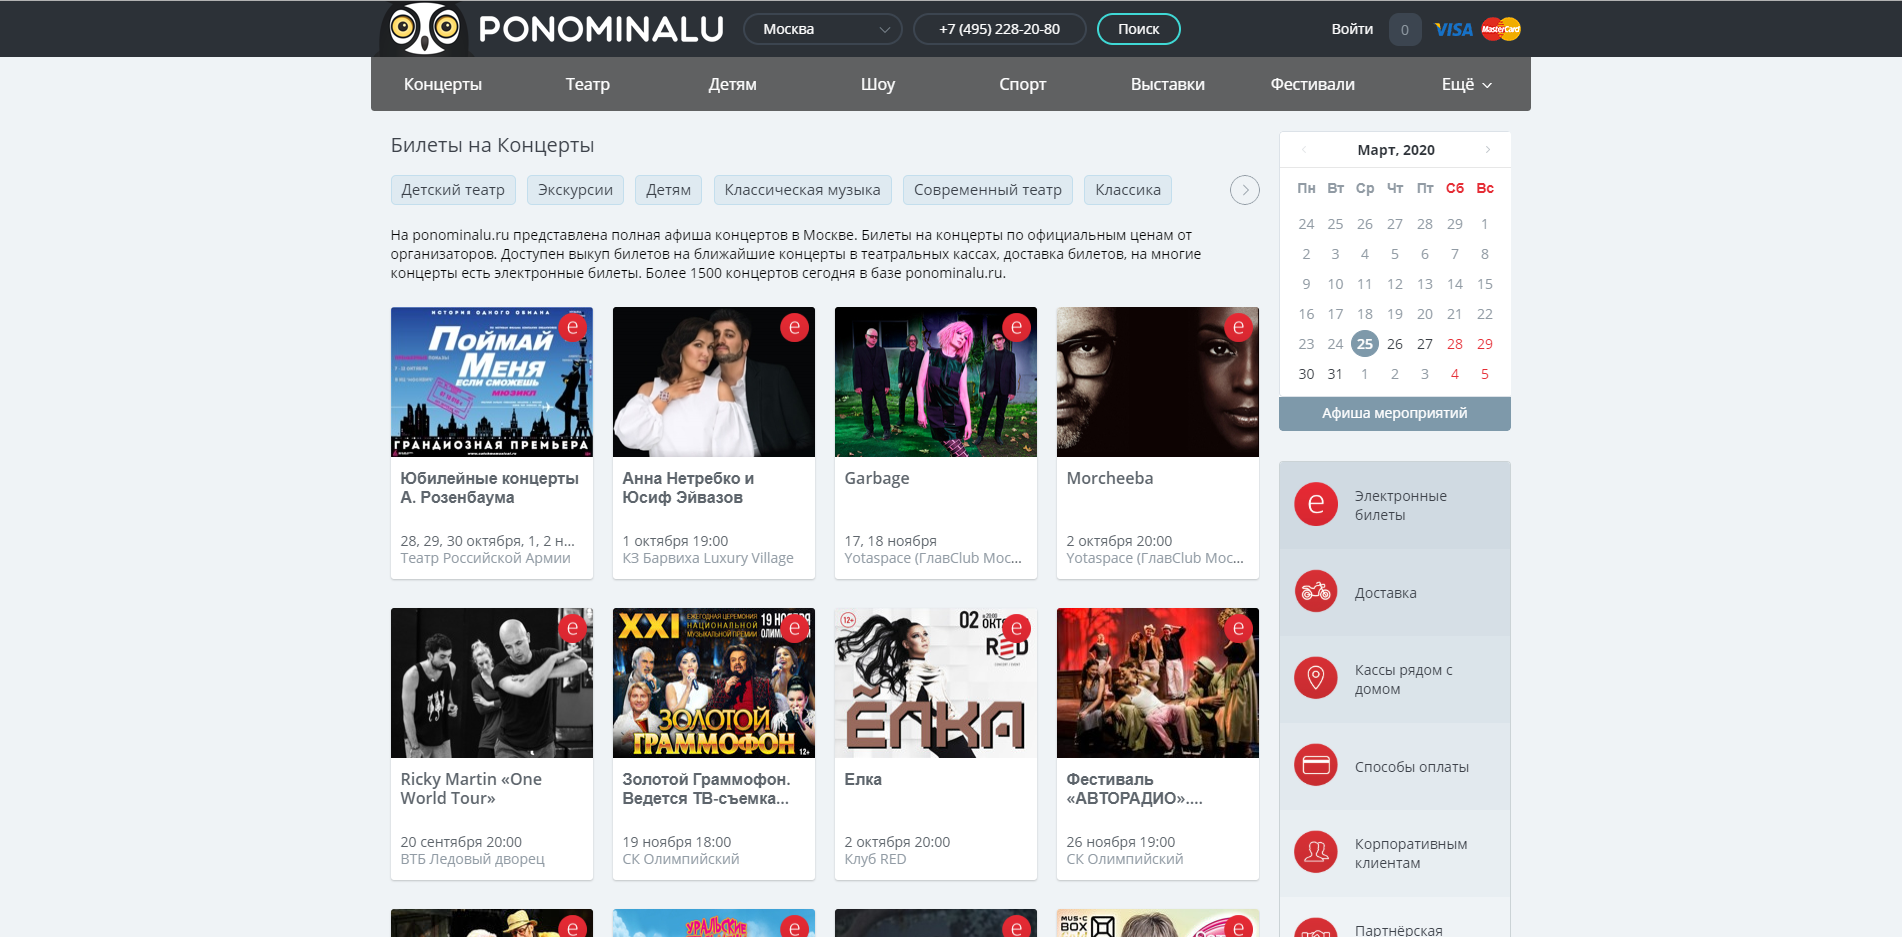 PONOMINALU
Москва
+7 (495) 228-20-80
Поиск
Войти
0
VISA
MasterCard
Концерты
Театр
Детям
Шоу
Спорт
Выставки
Фестивали
Ещё
Билеты на Концерты
Детский театр
Экскурсии
Детям
Классическая музыка
Современный театр
Классика
На ponominalu.ru представлена полная афиша концертов в Москве. Билеты на концерты по официальным ценам от
организаторов. Доступен выкуп билетов на ближайшие концерты в театральных кассах, доставка билетов, на многие
концерты есть электронные билеты. Более 1500 концертов сегодня в базе ponominalu.ru.
ИСТОРИЯ ОДНОГО ОБМАНА
e
ПОЙМАЙ
МЕНЯ
ЕСЛИ СМОЖЕШЬ
МЮЗИКЛ
ГРАНДИОЗНАЯ ПРЕМЬЕРА
Юбилейные концерты
А. Розенбаума
28, 29, 30 октября, 1, 2 н...
Театр Российской Армии
e
Анна Нетребко и
Юсиф Эйвазов
1 октября 19:00
КЗ Барвиха Luxury Village
e
Garbage
17, 18 ноября
Yotaspace (ГлавClub Мос...
e
Morcheeba
2 октября 20:00
Yotaspace (ГлавClub Мос...
e
Ricky Martin «One
World Tour»
20 сентября 20:00
ВТБ Ледовый дворец
XXI
ЕЖЕГОДНАЯ ЦЕРЕМОНИЯ
НАЦИОНАЛЬНОЙ
МУЗЫКАЛЬНОЙ ПРЕМИИ
e
ЗОЛОТОЙ
ГРАММОФОН
12+
Золотой Граммофон.
Ведется ТВ-съемка...
19 ноября 18:00
СК Олимпийский
12+
02
e
RED
ЁЛКА
Елка
2 октября 20:00
Клуб RED
e
Фестиваль
«АВТОРАДИО»....
26 ноября 19:00
СК Олимпийский
e
УРАЛЬСКИЕ
e
e
MUSIC
BOX
Gold
e
Март, 2020
Пн Вт Ср Чт Пт Сб Вс
24 25 26 27 28 29 1
2 3 4 5 6 7 8
9 10 11 12 13 14 15
16 17 18 19 20 21 22
23 24 25 26 27 28 29
30 31 1 2 3 4 5
Афиша мероприятий
e
Электронные
билеты
Доставка
Кассы рядом с
домом
Способы оплаты
Корпоративным
клиентам
Партнёрская